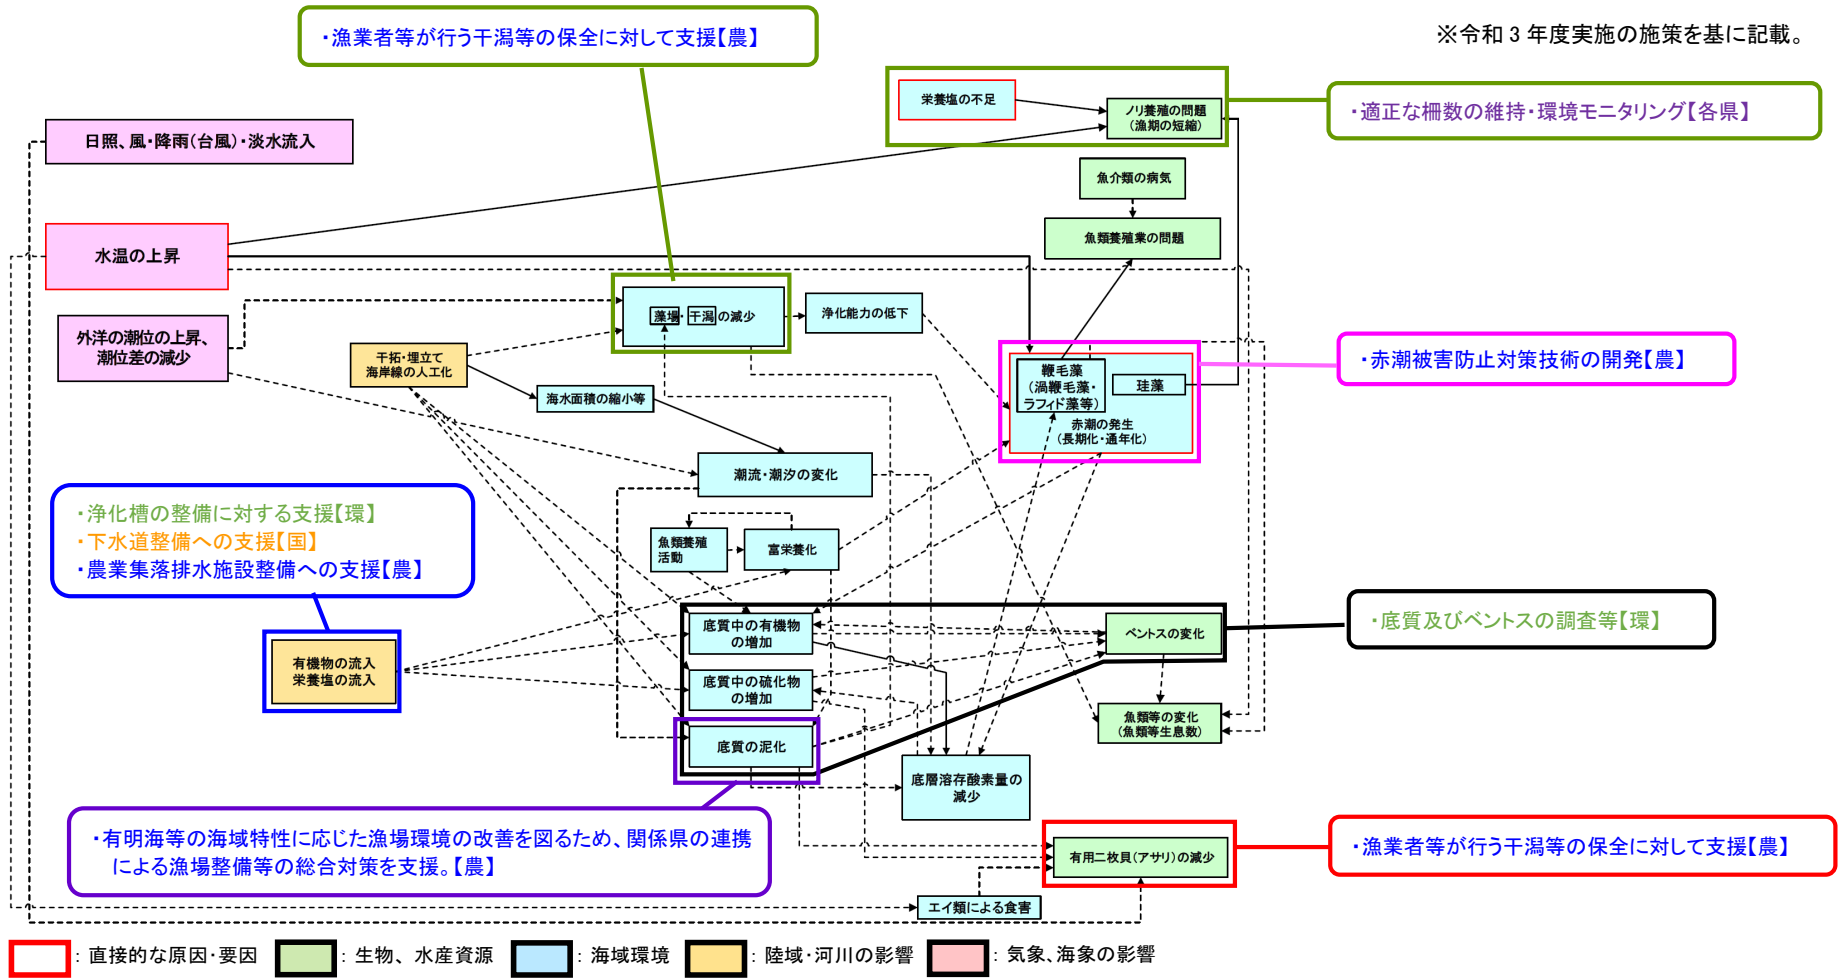 ・漁業者等が行う干潟等の保全に対して支援【農】
※令和３年度実施の施策を基に記載。
栄養塩の不足
ノリ養殖の問題
（漁期の短縮）
・適正な柵数の維持・環境モニタリング【各県】
日照、風・降雨(台風)・淡水流入
魚介類の病気
魚類養殖業の問題
水温の上昇
藻場・干潟の減少
浄化能力の低下
外洋の潮位の上昇、
潮位差の減少
干拓・埋立て
海岸線の人工化
海水面積の縮小等
鞭毛藻
（渦鞭毛藻・
ラフィド藻等）
珪藻
赤潮の発生
（長期化・通年化）
・赤潮被害防止対策技術の開発【農】
潮流・潮汐の変化
・浄化槽の整備に対する支援【環】
・下水道整備への支援【国】
・農業集落排水施設整備への支援【農】
魚類養殖
活動
富栄養化
底質中の有機物
の増加
ベントスの変化
・底質及びベントスの調査等【環】
有機物の流入
栄養塩の流入
底質中の硫化物
の増加
魚類等の変化
（魚類等生息数）
底質の泥化
底層溶存酸素量の
減少
・有明海等の海域特性に応じた漁場環境の改善を図るため、関係県の連携
による漁場整備等の総合対策を支援。【農】
有用二枚貝（アサリ）の減少
・漁業者等が行う干潟等の保全に対して支援【農】
エイ類による食害
：直接的な原因・要因
：生物、水産資源
：海域環境
：陸域・河川の影響
：気象、海象の影響